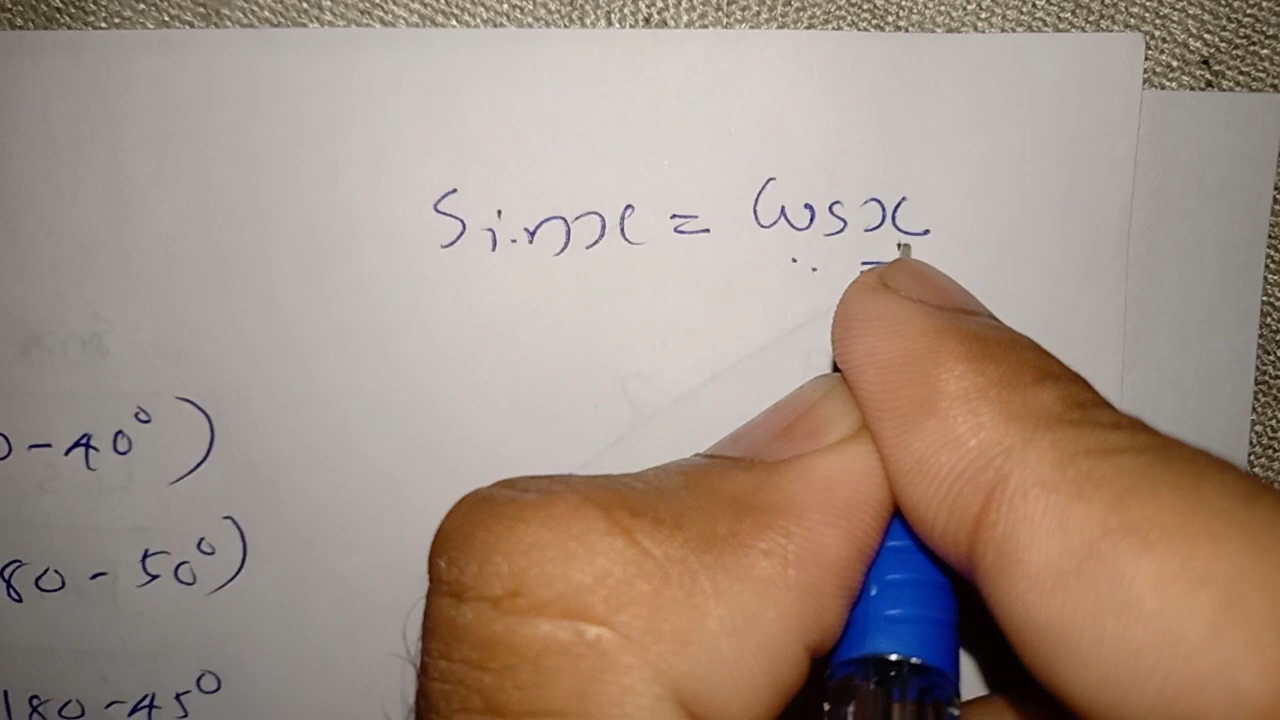 sinx = cosx
-40°)
80-50°)
180-45°